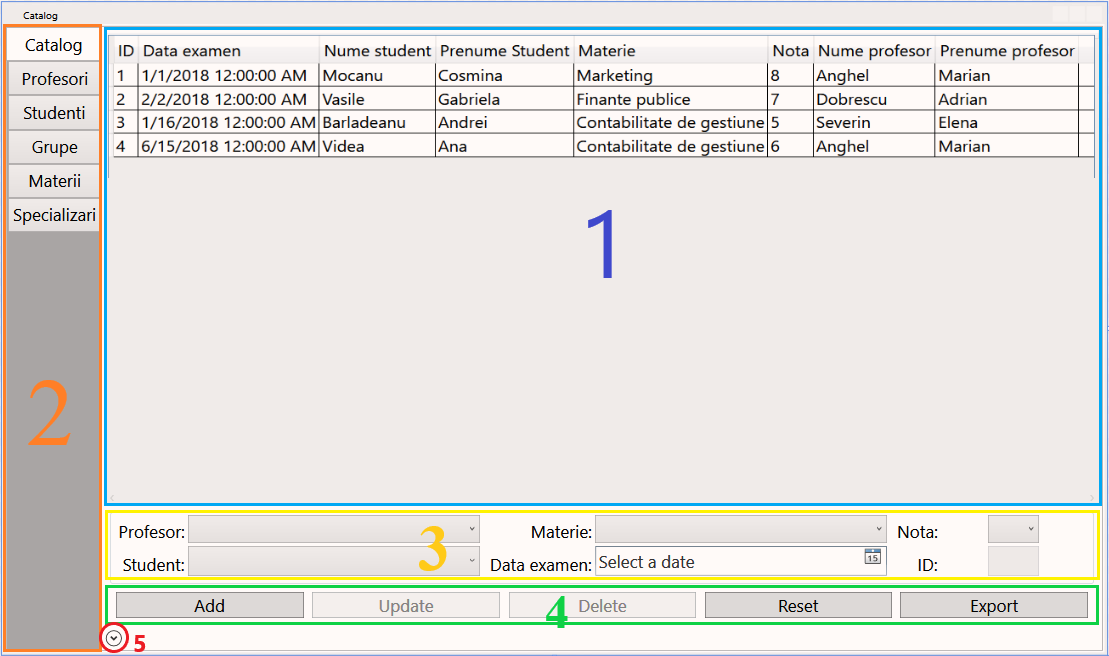 Catalog
Catalog
Profesori
Studenti
Grupe
Materii
Specializari
2
ID Data examen Nume student Prenume Student Materie Nota Nume profesor Prenume profesor
1 1/1/2018 12:00:00 AM Mocanu Cosmina Marketing 8 Anghel Marian
2 2/2/2018 12:00:00 AM Vasile Gabriela Finante publice 7 Dobrescu Adrian
3 1/16/2018 12:00:00 AM Barladeanu Andrei Contabilitate de gestiune 5 Severin Elena
4 6/15/2018 12:00:00 AM Videa Ana Contabilitate de gestiune 6 Anghel Marian
1
Profesor: Materie: Nota:
3
Student: Data examen: Select a date 15 ID:
Add Update Delete Reset Export
4
5